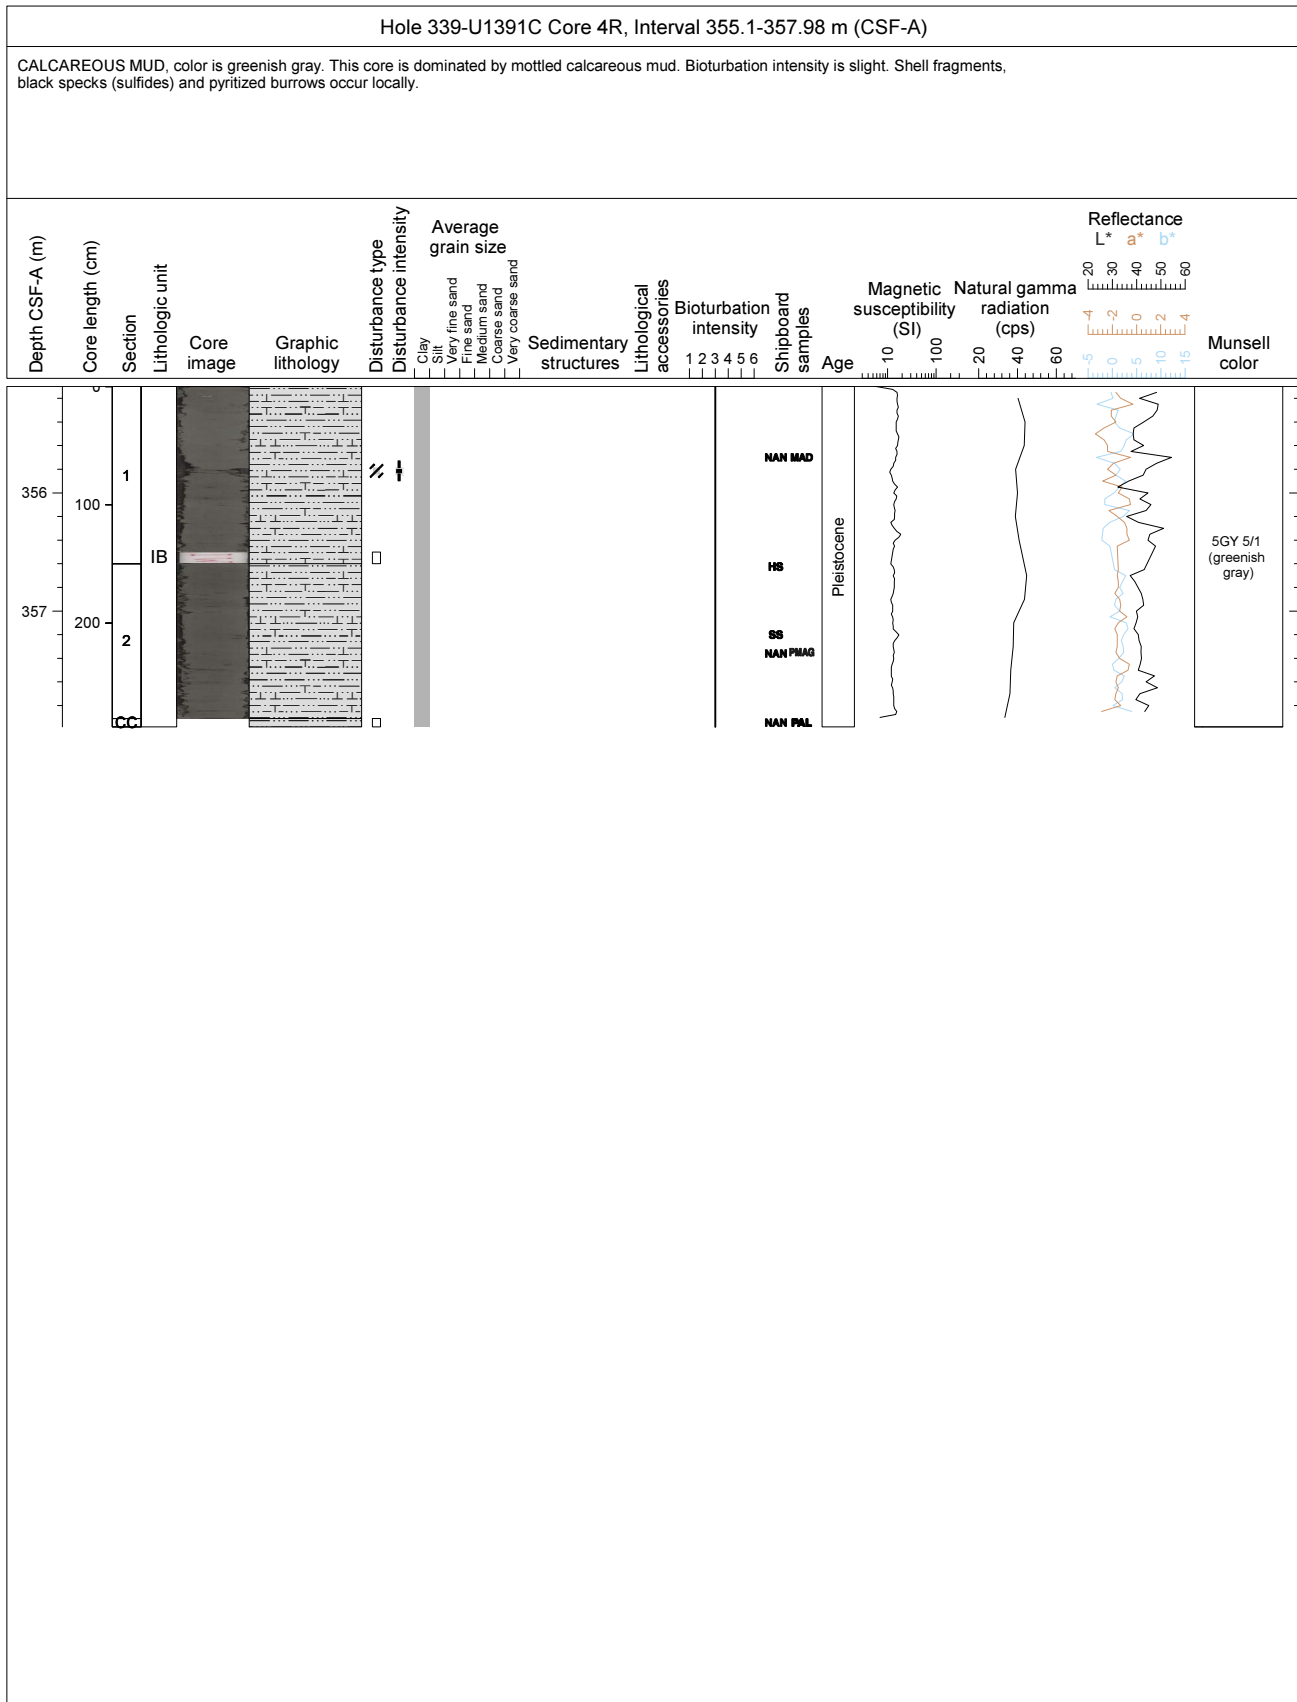 Hole 339-U1391C Core 4R, Interval 355.1-357.98 m (CSF-A)
CALCAREOUS MUD, color is greenish gray. This core is dominated by mottled calcareous mud. Bioturbation intensity is slight. Shell fragments,
black specks (sulfides) and pyritized burrows occur locally.
Depth CSF-A (m)
Core length (cm)
Section
Lithologic unit
Core
image
Graphic
lithology
Disturbance type
Disturbance intensity
Average
grain size
Clay
Silt
Very fine sand
Fine sand
Medium sand
Coarse sand
Very coarse sand
Sedimentary
structures
Lithological
accessories
Bioturbation
intensity
1 2 3 4 5 6
Shipboard
samples
Age
Magnetic
susceptibility
(SI)
10 100
Natural gamma
radiation
(cps)
20 40 60
Reflectance
L* a* b*
20 30 40 50 60
-4 -2 0 2 4
-5 0 5 10 15
Munsell
color
0
1
NAN MAD
356
100
IB
Pleistocene
5GY 5/1
(greenish
gray)
HS
357
200
2
SS
NAN PMAG
CC
NAN PAL